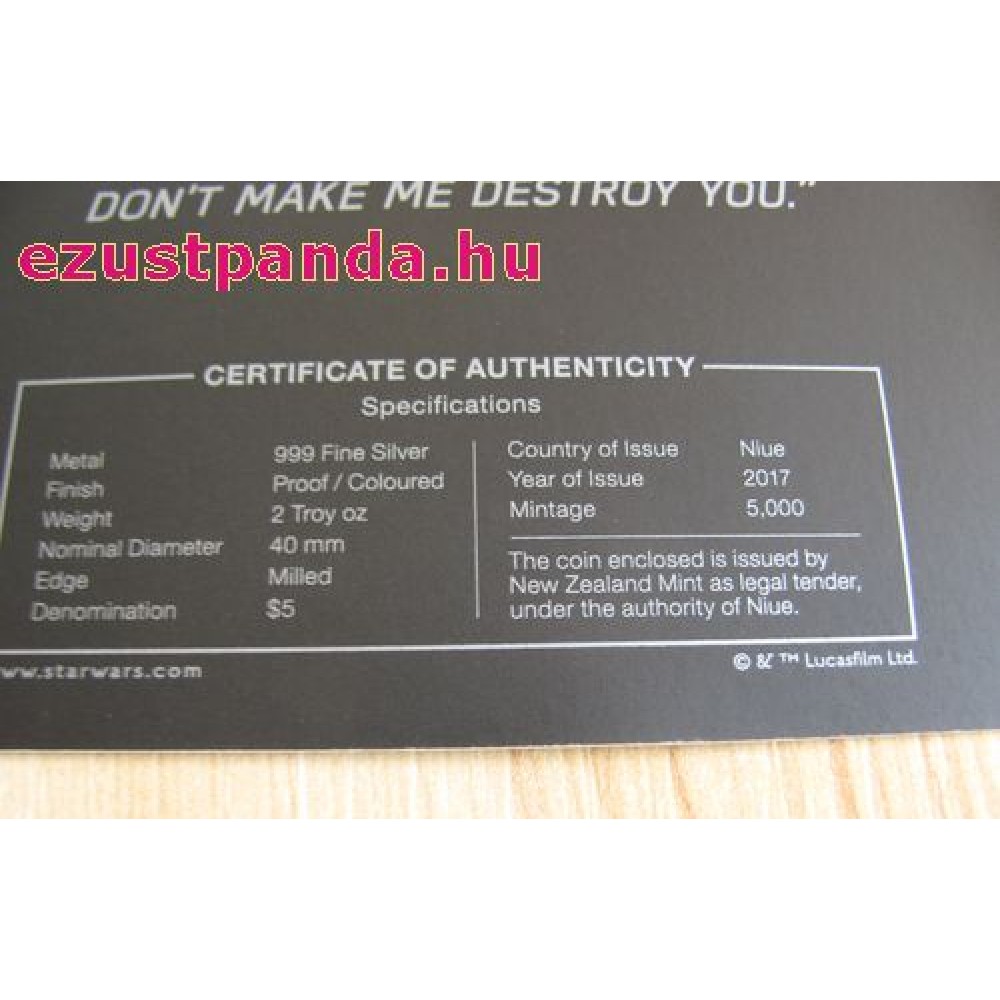 DON'T MAKE ME DESTROY YOU."
ezustpanda.hu
CERTIFICATE OF AUTHENTICITY
Specifications
Metal 999 Fine Silver
Finish Proof / Coloured
Weight 2 Troy oz
Nominal Diameter 40 mm
Edge Milled
Denomination $5
Country of Issue Niue
Year of Issue 2017
Mintage 5,000
The coin enclosed is issued by
New Zealand Mint as legal tender,
under the authority of Niue.
ww.starwars.com
© & ™ Lucasfilm Ltd.